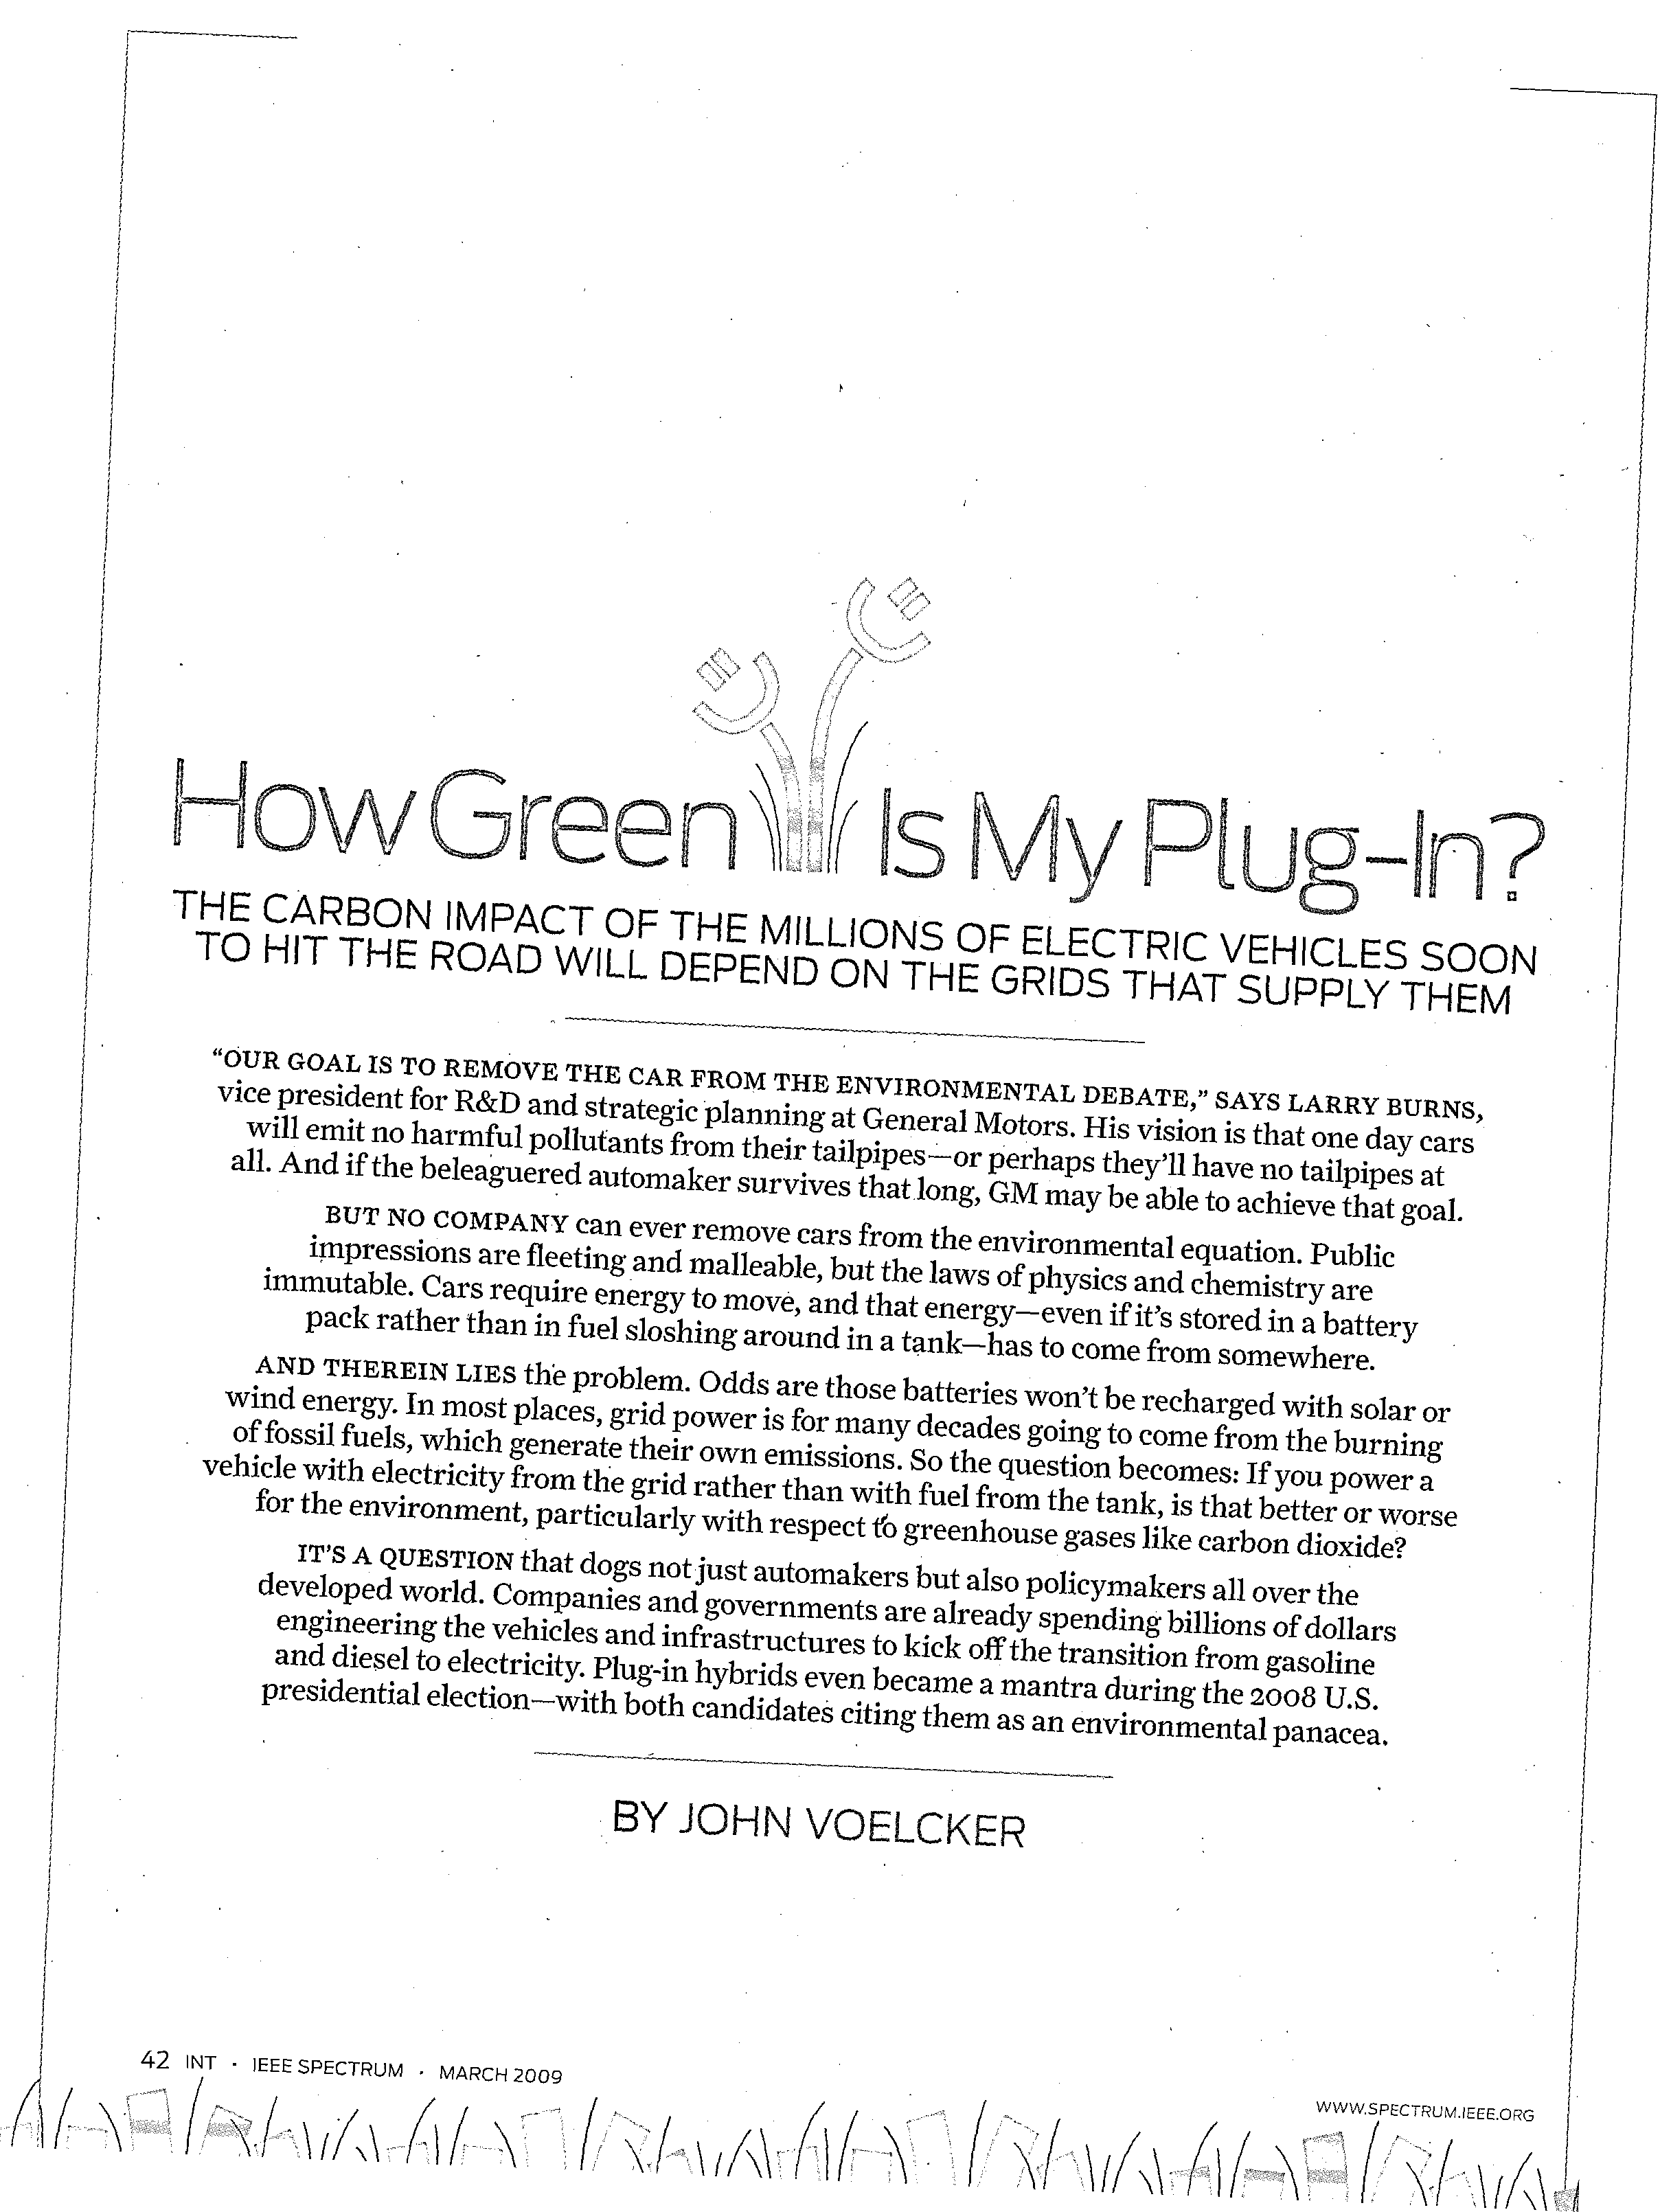 How Green Is My Plug-In?
THE CARBON IMPACT OF THE MILLIONS OF ELECTRIC VEHICLES SOON
TO HIT THE ROAD WILL DEPEND ON THE GRIDS THAT SUPPLY THEM
“OUR GOAL IS TO REMOVE THE CAR FROM THE ENVIRONMENTAL DEBATE,” SAYS LARRY BURNS,
vice president for R&D and strategic planning at General Motors. His vision is that one day cars
will emit no harmful pollutants from their tailpipes—or perhaps they’ll have no tailpipes at
all. And if the beleaguered automaker survives that long, GM may be able to achieve that goal.
BUT NO COMPANY can ever remove cars from the environmental equation. Public
impressions are fleeting and malleable, but the laws of physics and chemistry are
immutable. Cars require energy to move, and that energy—even if it’s stored in a battery
pack rather than in fuel sloshing around in a tank—has to come from somewhere.
AND THEREIN LIES the problem. Odds are those batteries won’t be recharged with solar or
wind energy. In most places, grid power is for many decades going to come from the burning
of fossil fuels, which generate their own emissions. So the question becomes: If you power a
vehicle with electricity from the grid rather than with fuel from the tank, is that better or worse
for the environment, particularly with respect to greenhouse gases like carbon dioxide?
IT’S A QUESTION that dogs not just automakers but also policymakers all over the
developed world. Companies and governments are already spending billions of dollars
engineering the vehicles and infrastructures to kick off the transition from gasoline
and diesel to electricity. Plug-in hybrids even became a mantra during the 2008 U.S.
presidential election—with both candidates citing them as an environmental panacea.
BY JOHN VOELCKER
42 INT · IEEE SPECTRUM · MARCH 2009
WWW.SPECTRUM.IEEE.ORG